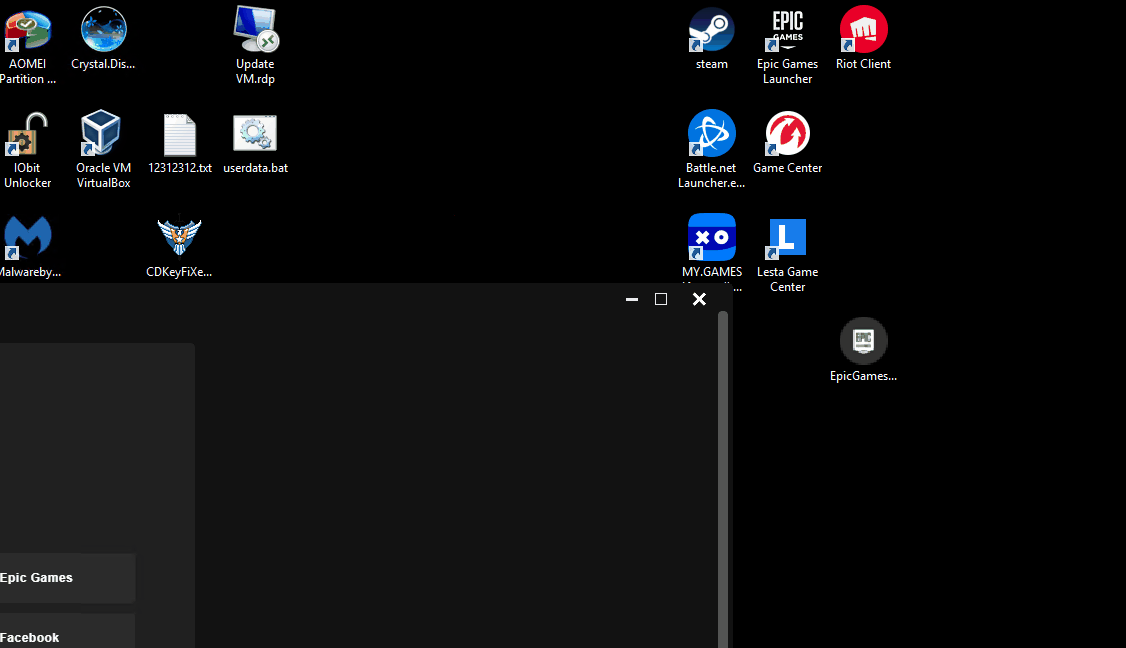 EPIC
GAMES
AOMEI
Partition ...
Crystal.Dis...
Update
VM.rdp
steam
Epic Games
Launcher
Riot Client
IObit
Unlocker
Oracle VM
VirtualBox
12312312.txt
userdata.bat
Battle.net
Launcher.e...
Game Center
L
Malwareby...
CDKeyFiXe...
MY.GAMES
Lesta Game
Center
EPIC
EpicGames...
Epic Games
Facebook